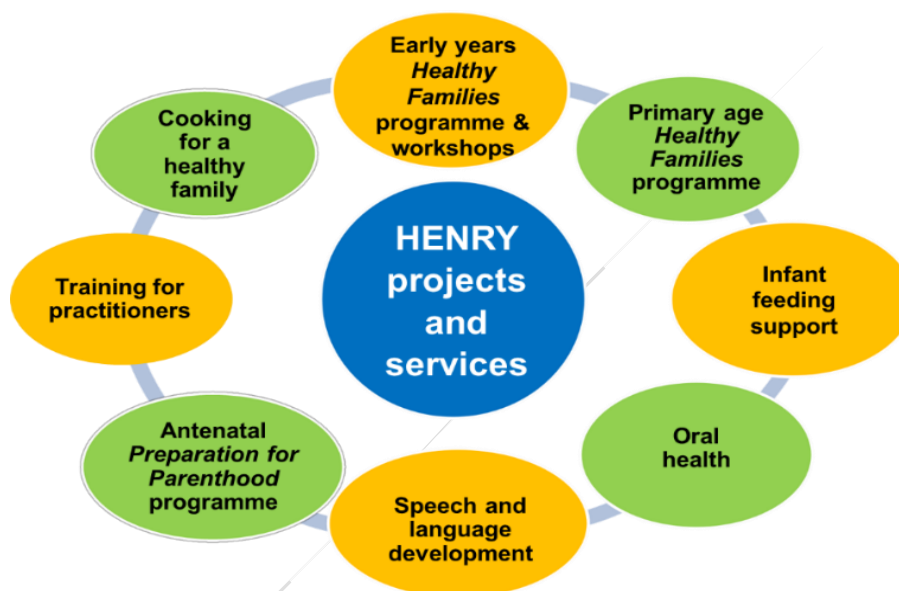 Early years
Healthy
Families
programme &
workshops
Primary age
Healthy
Families
programme
Infant
feeding
support
Oral
health
Speech and
language
development
Antenatal
Preparation for
Parenthood
programme
Training for
practitioners
Cooking
for a
healthy
family
HENRY
projects
and
services